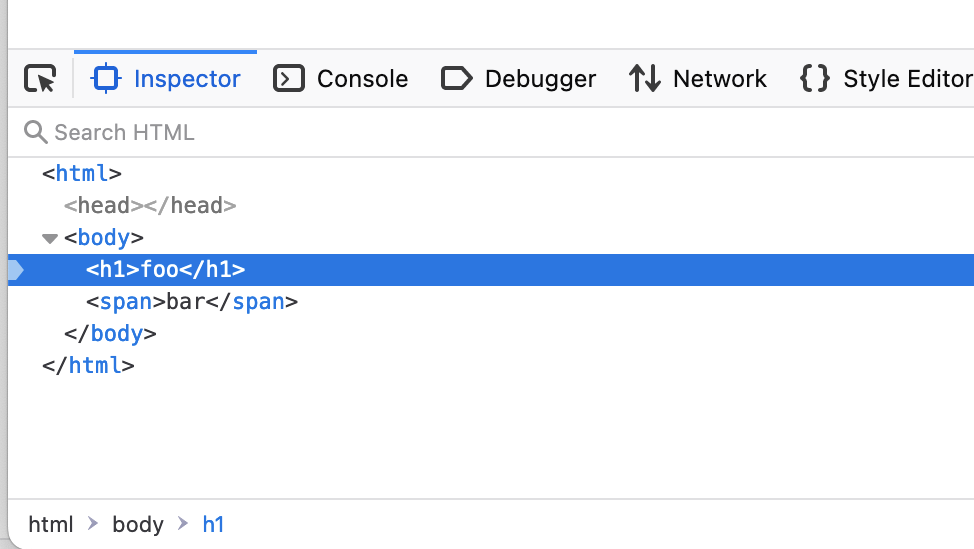 Inspector Console Debugger Network Style Editor
Search HTML
<html>
<head></head>
<body>
<h1>foo</h1>
<span>bar</span>
</body>
</html>
html body h1